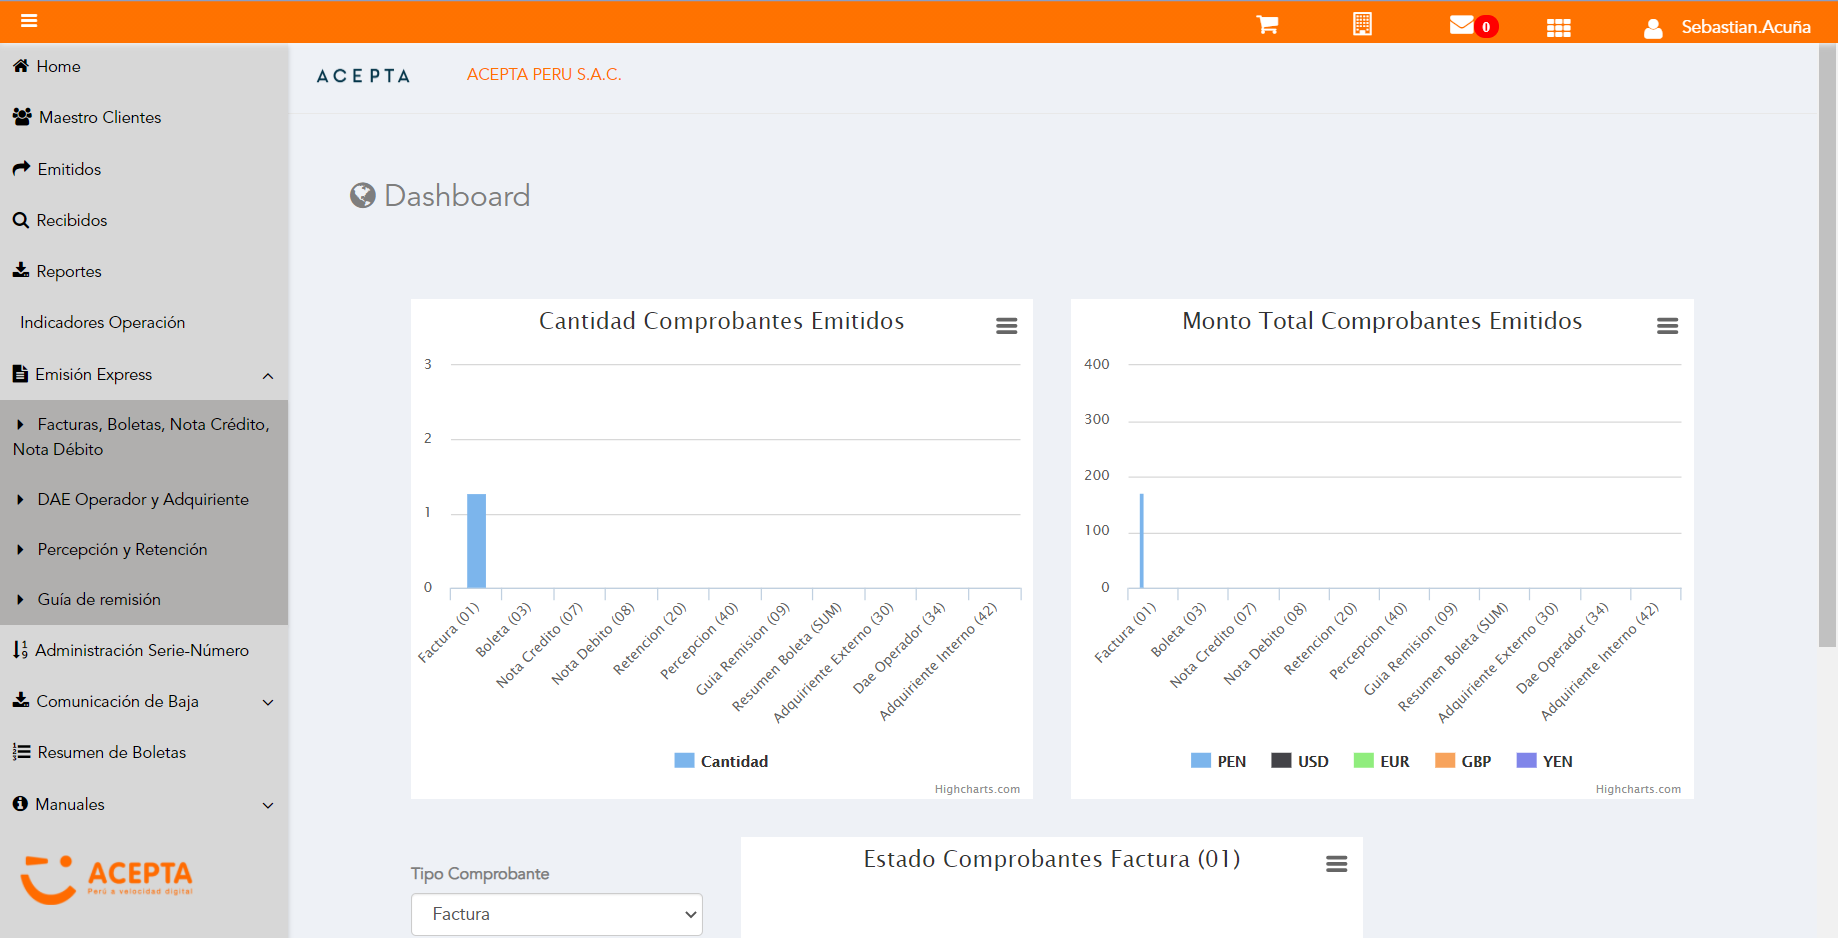 0
Sebastian.Acuña
Home
Maestro Clientes
Emitidos
Recibidos
Reportes
Indicadores Operación
Emisión Express
Facturas, Boletas, Nota Crédito,
Nota Débito
DAE Operador y Adquiriente
Percepción y Retención
Guía de remisión
Administración Serie-Número
Comunicación de Baja
Resumen de Boletas
Manuales
ACEPTA
Perú a velocidad digital
ACEPTA
ACEPTA PERU S.A.C.
Dashboard
Cantidad Comprobantes Emitidos
3
2
1
0
Factura (01)
Boleta (03)
Nota Credito (07)
Nota Debito (08)
Retencion (20)
Percepcion (40)
Guia Remision (09)
Resumen Boleta (SUM)
Adquiriente Externo (30)
Dae Operador (34)
Adquiriente Interno (42)
Cantidad
Highcharts.com
Monto Total Comprobantes Emitidos
400
300
200
100
0
Factura (01)
Boleta (03)
Nota Credito (07)
Nota Debito (08)
Retencion (20)
Percepcion (40)
Guia Remision (09)
Resumen Boleta (SUM)
Adquiriente Externo (30)
Dae Operador (34)
Adquiriente Interno (42)
PEN USD EUR GBP YEN
Highcharts.com
Tipo Comprobante
Factura
Estado Comprobantes Factura (01)